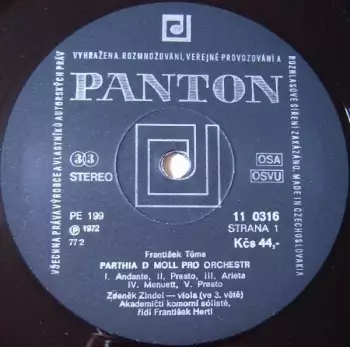 VŠECHNA PRÁVA VÝROBCE A VLASTNÍKŮ AUTORSKÝCH PRÁV VYHRAŽENA. ROZMNOŽOVÁNÍ, VEŘEJNÉ PROVOZOVÁNÍ A ROZHLASOVÉ ŠÍŘENÍ ZAKÁZÁNO. MADE IN CZECHOSLOVAKIA
PANTON
33
STEREO
OSA
OSVU
PE 199
℗ 1972
77 2
11 0316
STRANA 1
Kčs 44,-
František Tůma
PARTHIA D MOLL PRO ORCHESTR
I. Andante, II. Presto, III. Arieta
IV. Menuett, V. Presto
Zdeněk Zindel — viola (ve 3. větě)
Akademičtí komorní sólisté,
řídí František Hertl